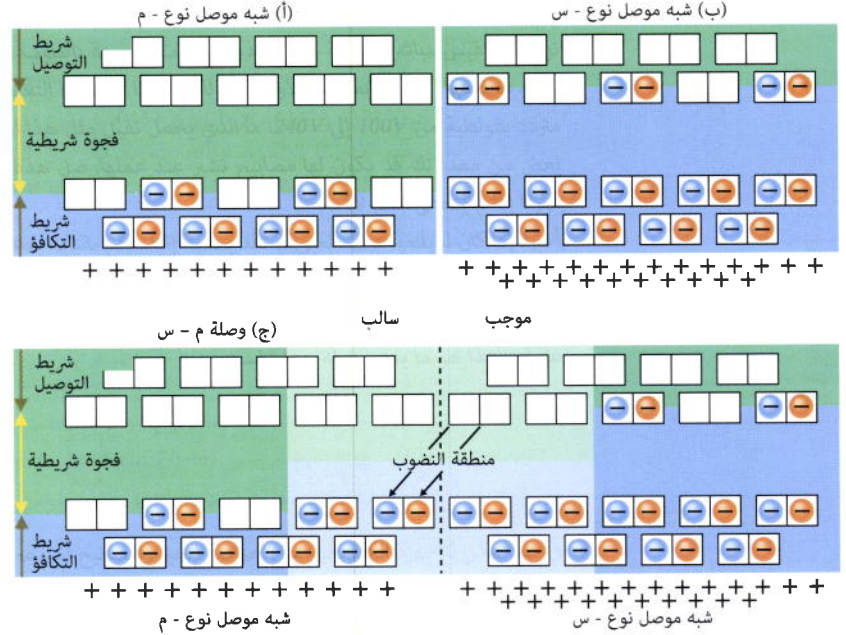 (أ) شبه موصل نوع - م
(ب) شبه موصل نوع - س
شريط
التوصيل
فجوة شريطية
شريط
التكافؤ
+ + + + + + + + + + + +
+ + + + + + + + + + + + + +
+ + + + + + + + + +
موجب
سالب
(ج) وصلة م - س
شريط
التوصيل
فجوة شريطية
منطقة النضوب
شريط
التكافؤ
+ + + + + + + + + + + +
+ + + + + + + + + + + + + +
+ + + + + + + + + +
شبه موصل نوع - م
شبه موصل نوع - س